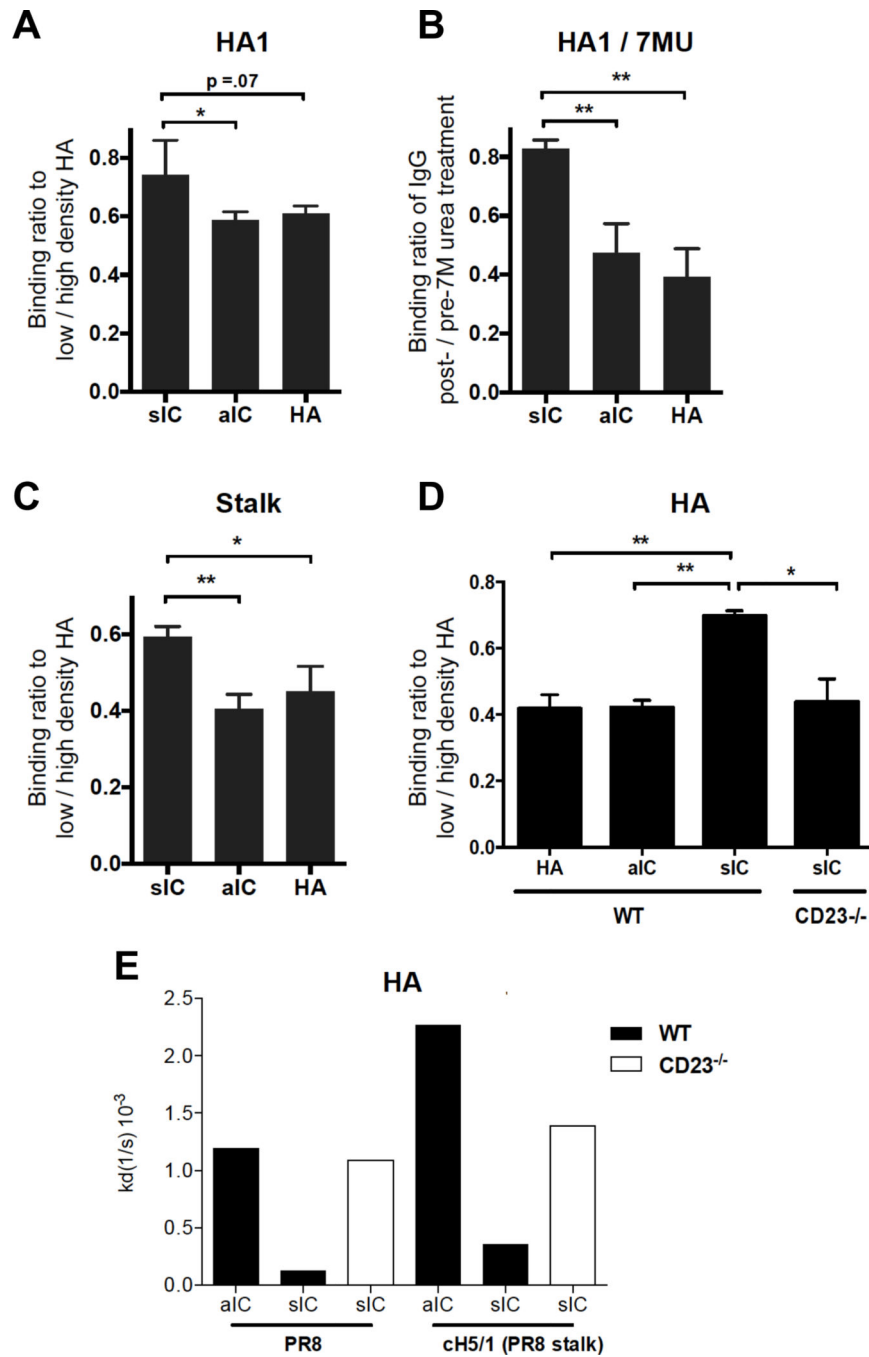 A
HA1
p =.07
*
Binding ratio to
low / high density HA
0.8
0.6
0.4
0.2
0.0
sIC aIC HA
B
HA1 / 7MU
**
**
Binding ratio of IgG
post- / pre-7M urea treatment
0.8
0.6
0.4
0.2
0.0
sIC aIC HA
C
Stalk
*
**
Binding ratio to
low / high density HA
0.6
0.4
0.2
0.0
sIC aIC HA
D
HA
**
** *
Binding ratio to
low / high density HA
0.8
0.6
0.4
0.2
0.0
HA aIC sIC sIC
WT CD23-/-
E
HA
kd(1/s) 10-3
2.5
2.0
1.5
1.0
0.5
0.0
WT
CD23-/-
aIC sIC sIC aIC sIC sIC
PR8 cH5/1 (PR8 stalk)